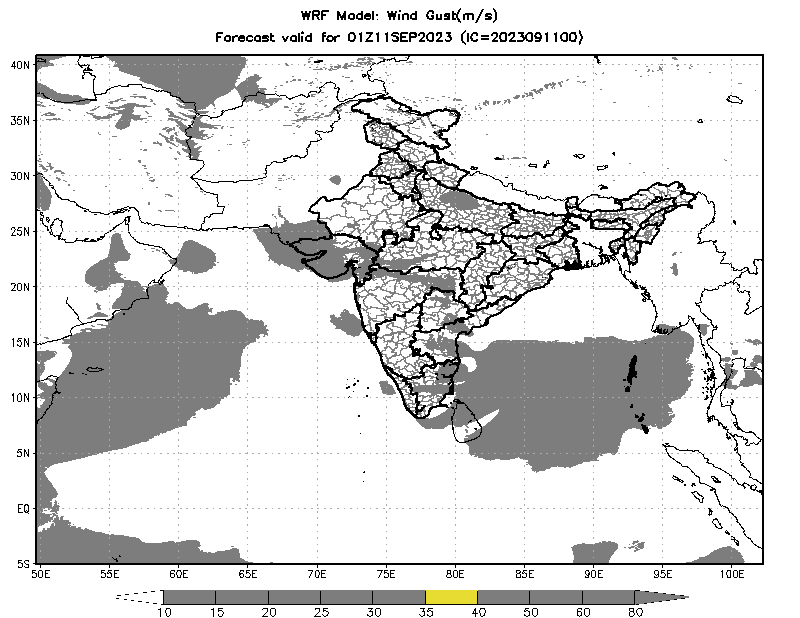 WRF Model: Wind Gust(m/s)
Forecast valid for 01Z11SEP2023 (IC=2023091100)
40N
35N
30N
25N
20N
15N
10N
5N
EQ
5S
50E 55E 60E 65E 70E 75E 80E 85E 90E 95E 100E
10 15 20 25 30 35 40 50 60 80